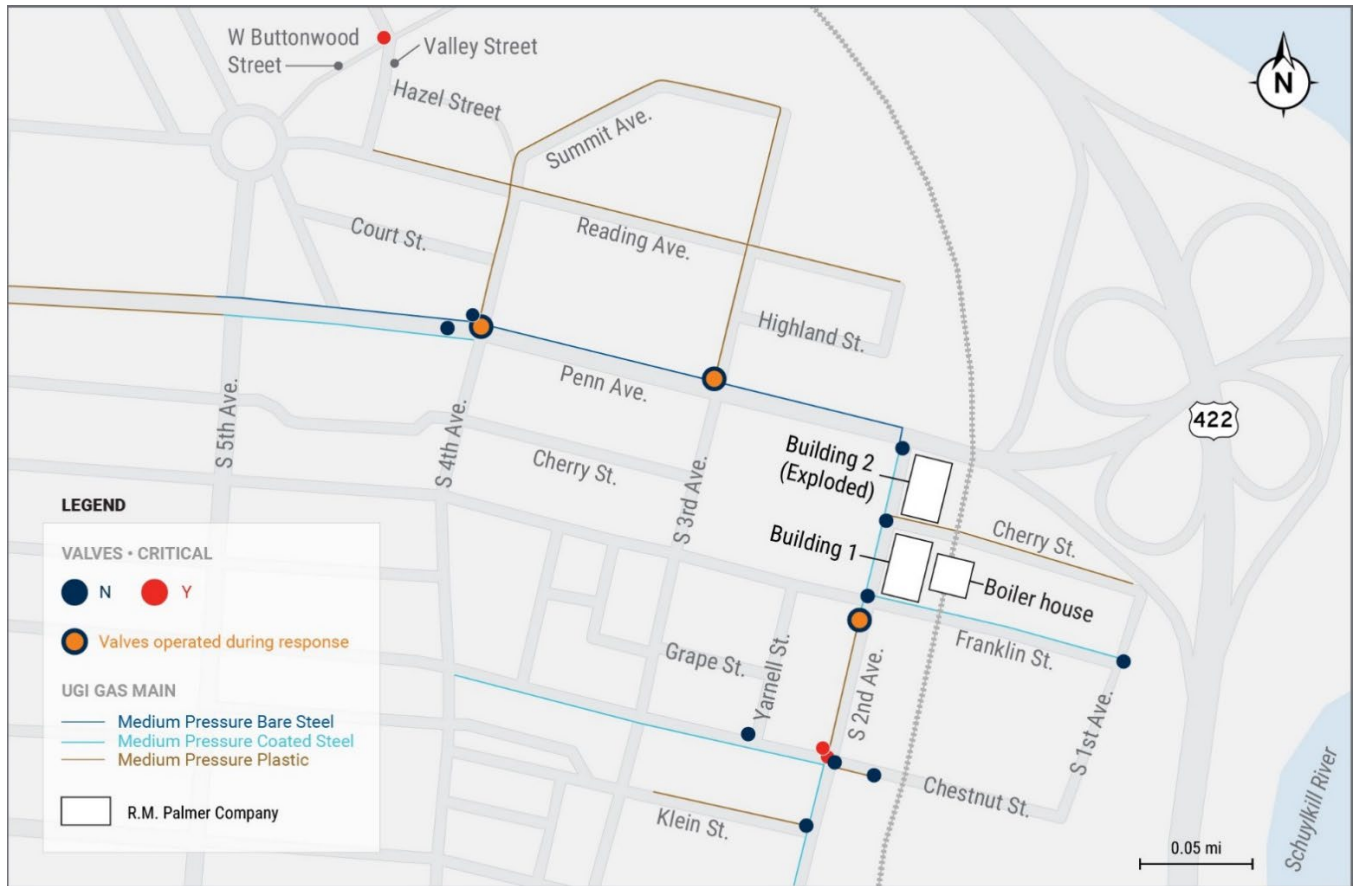 W Buttonwood
Street
Valley Street
Hazel Street
N
Summit Ave.
Court St.
Reading Ave.
Highland St.
Penn Ave.
S 5th Ave.
S 4th Ave.
Cherry St.
S 3rd Ave.
422
Building 2
(Exploded)
Cherry St.
Building 1
Boiler house
Franklin St.
Grape St.
Yarnell St.
S 2nd Ave.
S 1st Ave.
Chestnut St.
Klein St.
Schuylkill River
0.05 mi
LEGEND
VALVES • CRITICAL
N Y
Valves operated during response
UGI GAS MAIN
Medium Pressure Bare Steel
Medium Pressure Coated Steel
Medium Pressure Plastic
R.M. Palmer Company